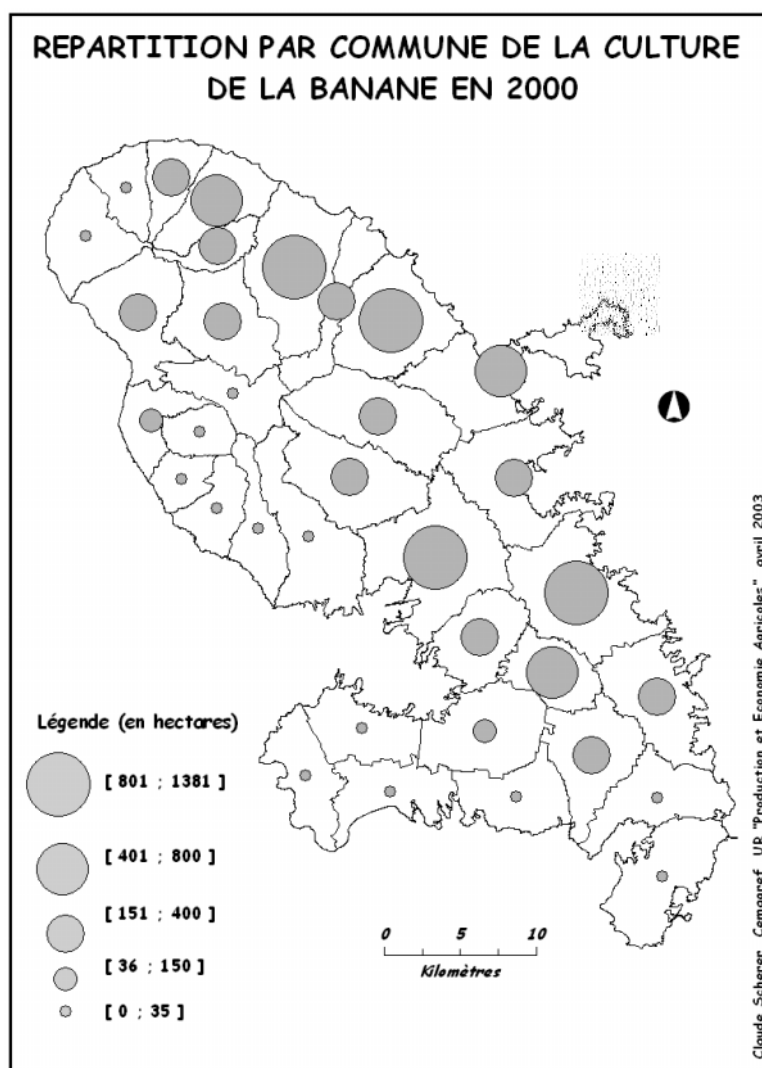 REPARTITION PAR COMMUNE DE LA CULTURE
DE LA BANANE EN 2000
Légende (en hectares)
[ 801 ; 1381 ]
[ 401 ; 800 ]
[ 151 ; 400 ]
[ 36 ; 150 ]
[ 0 ; 35 ]
0 5 10
Kilomètres
Claude Scherer, Cemagref, UR "Production et Economie Agricoles", avril 2003